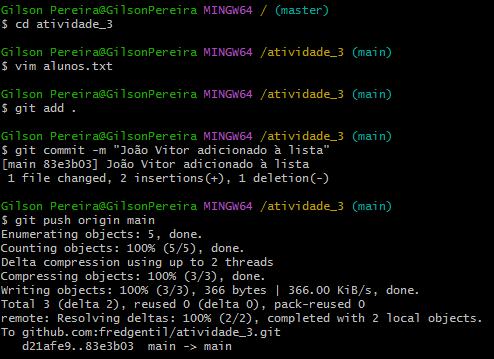 Gilson Pereira@GilsonPereira MINGW64 / (master)
$ cd atividade_3
Gilson Pereira@GilsonPereira MINGW64 /atividade_3 (main)
$ vim alunos.txt
Gilson Pereira@GilsonPereira MINGW64 /atividade_3 (main)
$ git add .
Gilson Pereira@GilsonPereira MINGW64 /atividade_3 (main)
$ git commit -m "João Vitor adicionado à lista"
[main 83e3b03] João Vitor adicionado à lista
1 file changed, 2 insertions(+), 1 deletion(-)
Gilson Pereira@GilsonPereira MINGW64 /atividade_3 (main)
$ git push origin main
Enumerating objects: 5, done.
Counting objects: 100% (5/5), done.
Delta compression using up to 2 threads
Compressing objects: 100% (3/3), done.
Writing objects: 100% (3/3), 366 bytes | 366.00 KiB/s, done.
Total 3 (delta 2), reused 0 (delta 0), pack-reused 0
remote: Resolving deltas: 100% (2/2), completed with 2 local objects.
To github.com:fredgentil/atividade_3.git
d21afe9..83e3b03  main -> main